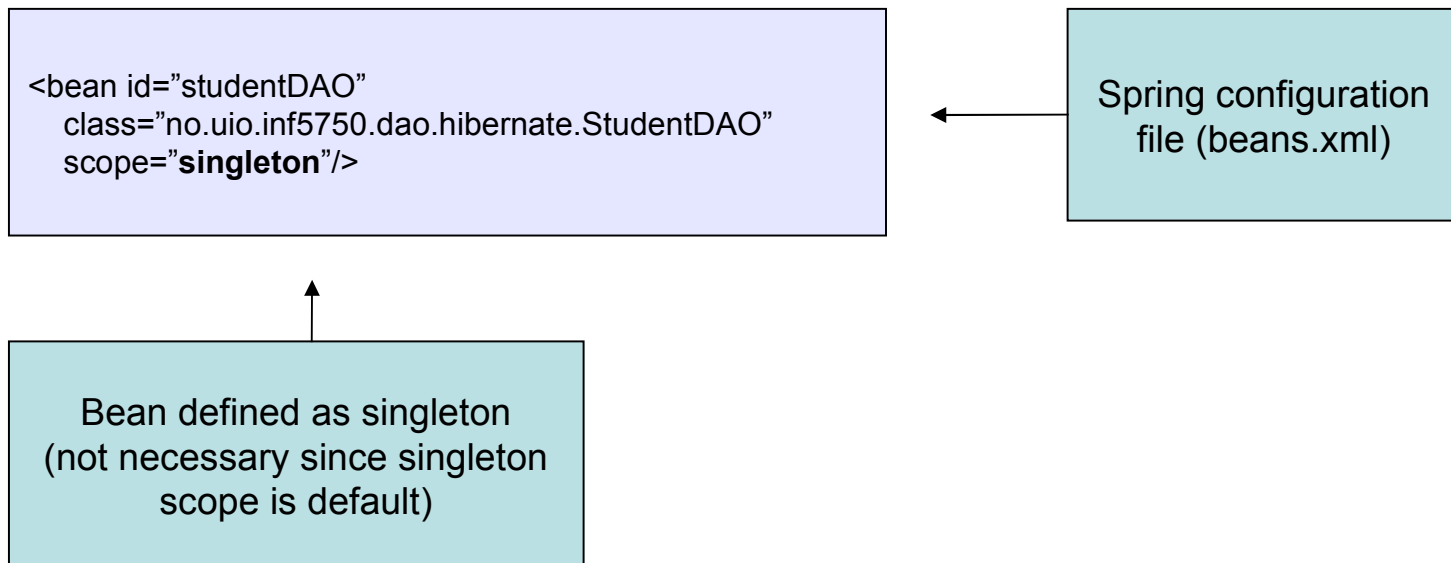 <bean id=”studentDAO”
class=”no.uio.inf5750.dao.hibernate.StudentDAO”
scope=”singleton”/>
Spring configuration
file (beans.xml)
Bean defined as singleton
(not necessary since singleton
scope is default)